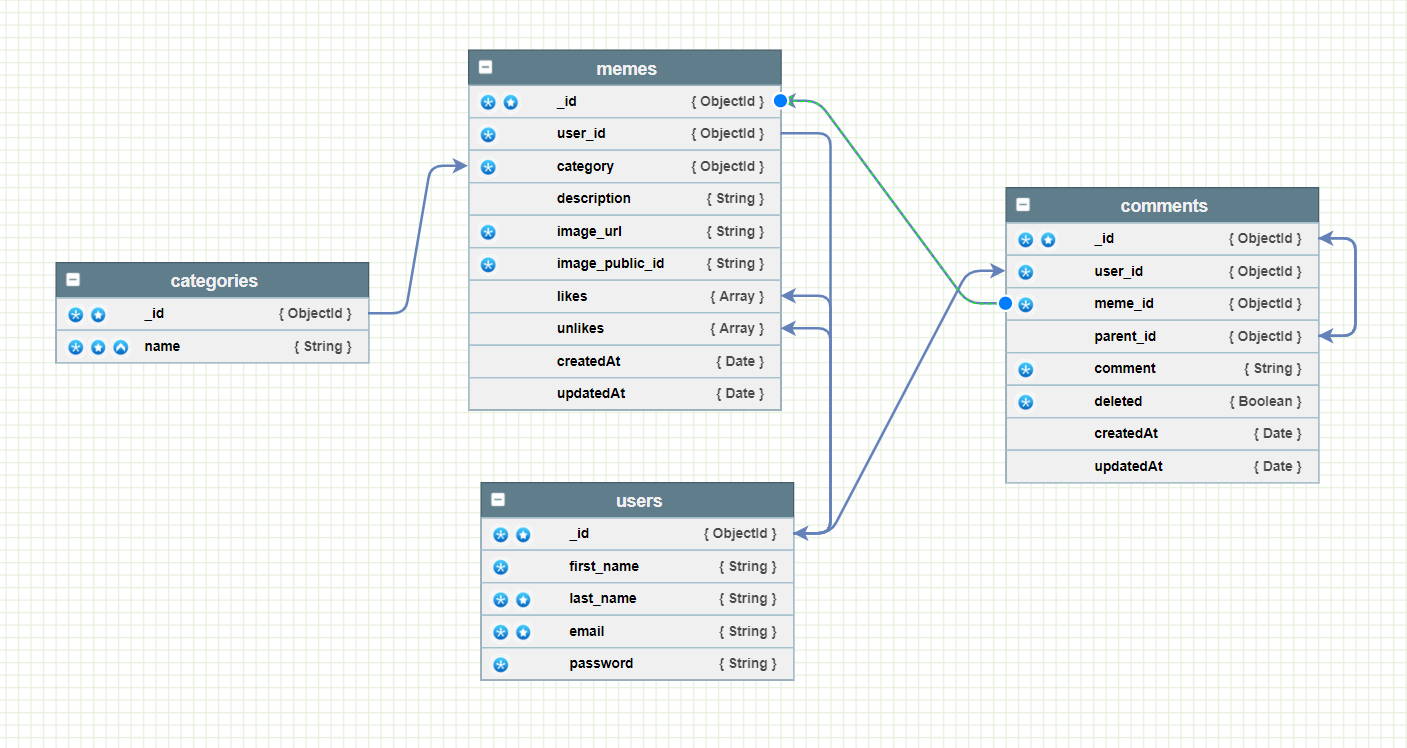 memes
_id { ObjectId }
user_id { ObjectId }
category { ObjectId }
description { String }
image_url { String }
image_public_id { String }
likes { Array }
unlikes { Array }
createdAt { Date }
updatedAt { Date }
categories
_id { ObjectId }
name { String }
comments
_id { ObjectId }
user_id { ObjectId }
meme_id { ObjectId }
parent_id { ObjectId }
comment { String }
deleted { Boolean }
createdAt { Date }
updatedAt { Date }
users
_id { ObjectId }
first_name { String }
last_name { String }
email { String }
password { String }